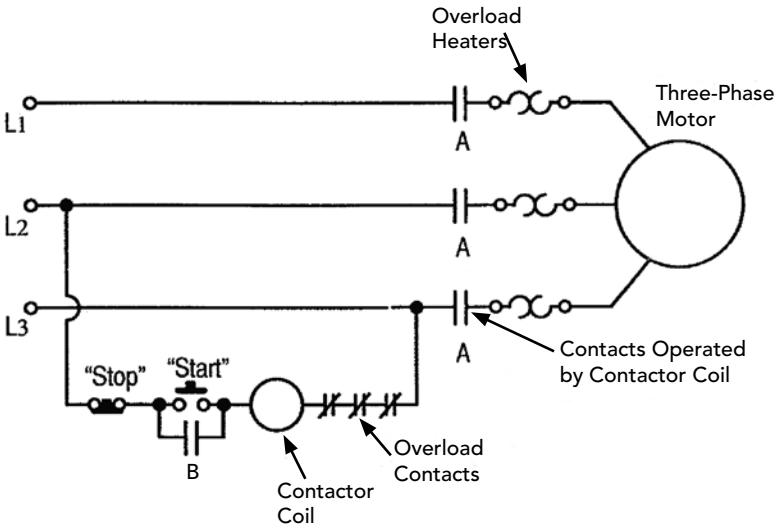 Overload
Heaters
Three-Phase
Motor
L1
A
L2
A
L3
A
Contacts Operated
by Contactor Coil
“Stop”
“Start”
B
Overload
Contacts
Contactor
Coil